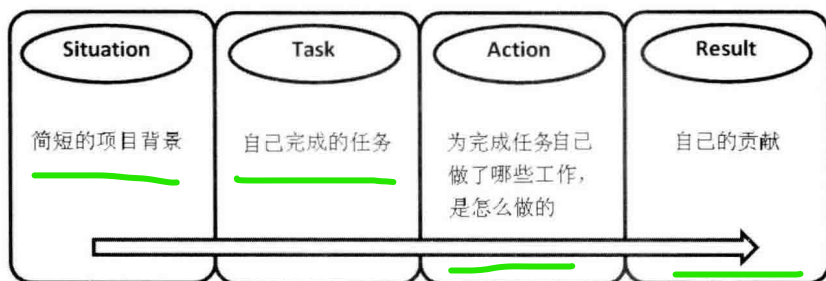 Situation
Task
Action
Result
简短的项目背景
自己完成的任务
为完成任务自己
做了哪些工作，
是怎么做的
自己的贡献